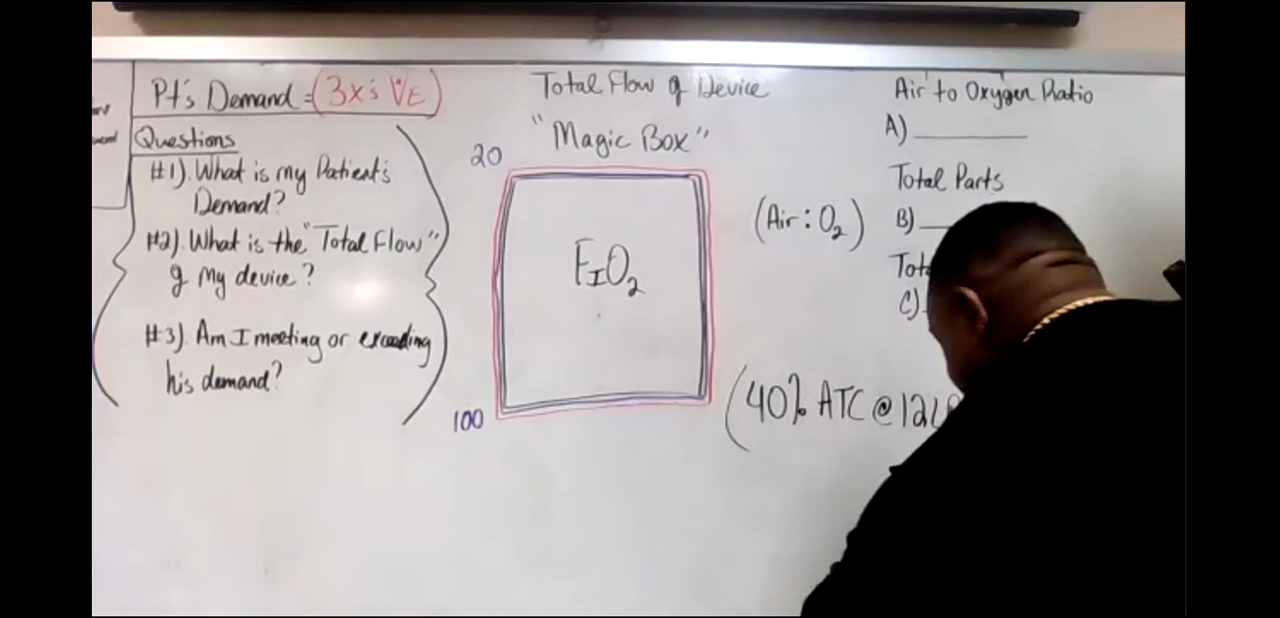 Pt's Demand = (3x's V̇E)
Questions
#1). What is my Patient's
Demand?
#2). What is the "Total Flow"
of my device?
#3). Am I meeting or exceeding
his demand?
Total Flow of Device
"Magic Box"
20
FIO2
100
(Air : O2)
(40% ATC @ 12L
Air to Oxygen Ratio
A)
Total Parts
B)
C)